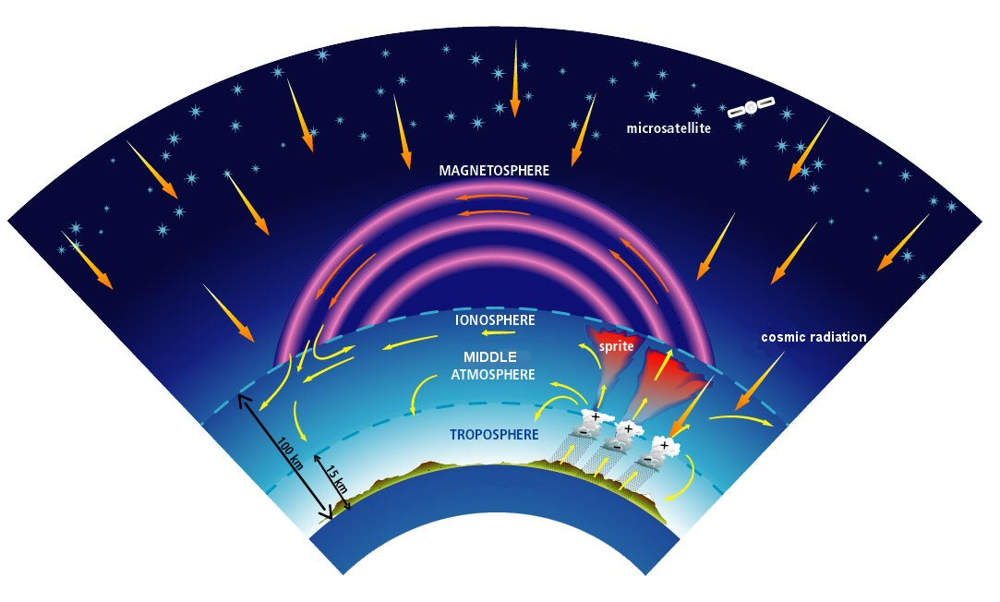 microsatellite
MAGNETOSPHERE
IONOSPHERE
cosmic radiation
sprite
MIDDLE
ATMOSPHERE
TROPOSPHERE
100 km
15 km
+
+
+
−
−
−